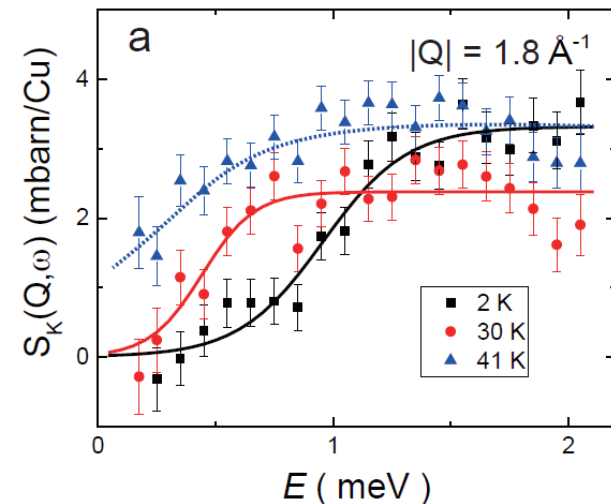 a
|Q| = 1.8 Å⁻¹
S_K(Q,ω) (mbarn/Cu)
4
2
0
2 K
30 K
41 K
0
1
2
E ( meV)